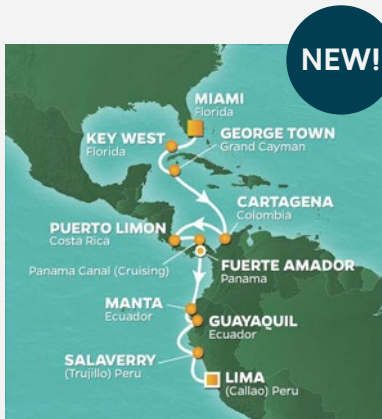 NEW!
MIAMI
Florida
KEY WEST
Florida
GEORGE TOWN
Grand Cayman
CARTAGENA
Colombia
PUERTO LIMON
Costa Rica
Panama Canal (Cruising)
FUERTE AMADOR
Panama
MANTA
Ecuador
GUAYAQUIL
Ecuador
SALAVERRY
(Trujillo) Peru
LIMA
(Callao) Peru